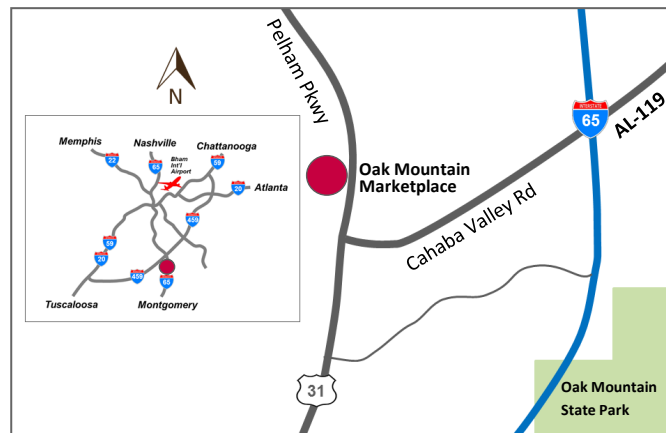 Pelham Pkwy
N
Memphis
Nashville
Chattanooga
Bham
Int'l
Airport
22
65
59
20
Atlanta
459
59
20
459
65
Tuscaloosa
Montgomery
INTERSTATE
65
AL-119
Oak Mountain
Marketplace
Cahaba Valley Rd
31
Oak Mountain
State Park